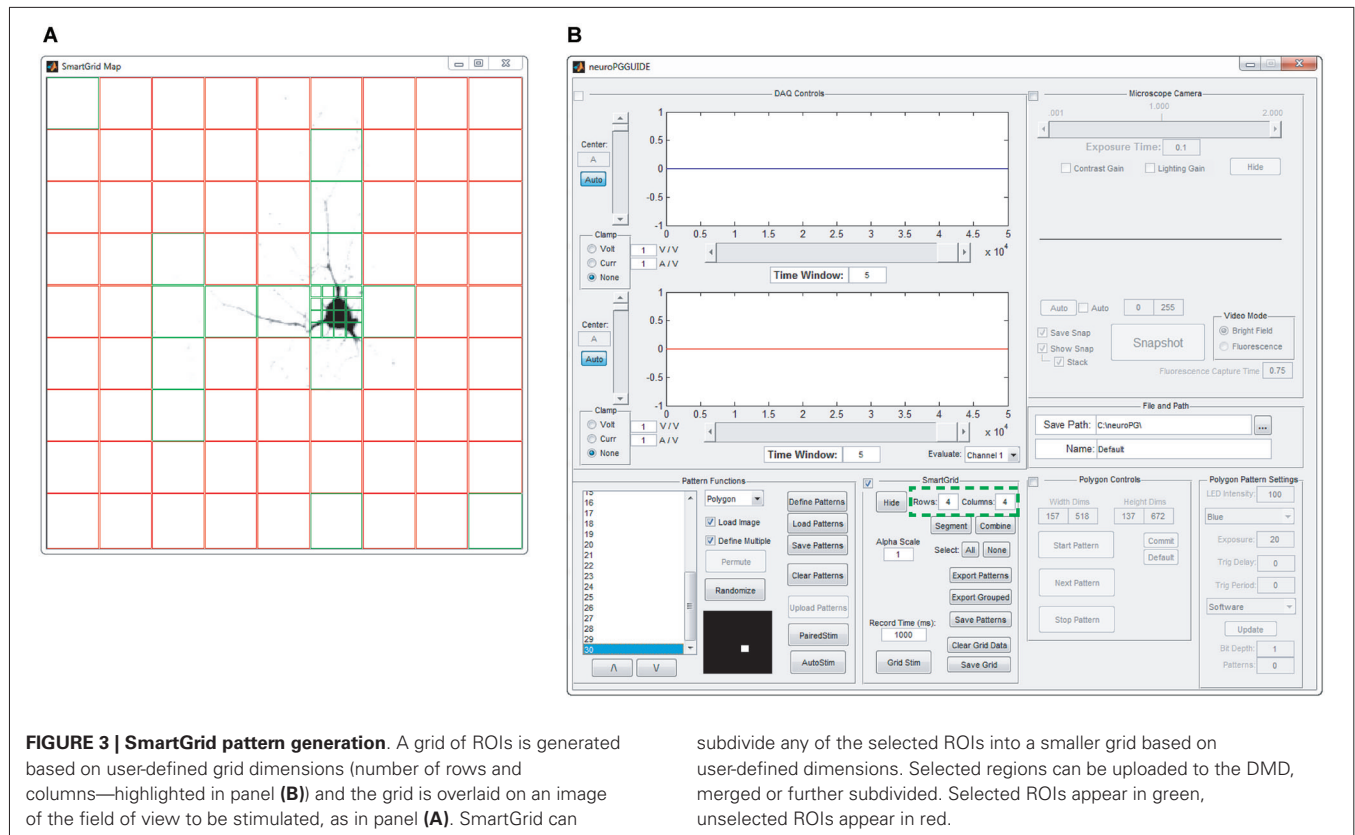 A
B
SmartGrid Map
neuroPGGUIDE
DAQ Controls
1
0.5
0
-0.5
-1
0 0.5 1 1.5 2 2.5 3 3.5 4 4.5 5
x 10^4
Center:
A
Auto
Clamp
Volt 1 V / V
Curr 1 A / V
None
Time Window: 5
1
0.5
0
-0.5
-1
0 0.5 1 1.5 2 2.5 3 3.5 4 4.5 5
x 10^4
Center:
A
Auto
Clamp
Volt 1 V / V
Curr 1 A / V
None
Time Window: 5
Evaluate: Channel 1
Microscope Camera
.001 1.000 2.000
Exposure Time: 0.1
Contrast Gain Lighting Gain Hide
Auto Auto 0 255
Save Snap
Show Snap
Stack
Snapshot
Video Mode
Bright Field
Fluorescence
Fluorescence Capture Time 0.75
File and Path
Save Path: C:\neuroPG\ ...
Name: Default
Pattern Functions
15
16
17
18
19
20
21
22
23
24
25
26
27
28
29
30
/\ \/
Polygon
Load Image
Define Multiple
Permute
Randomize
Define Patterns
Load Patterns
Save Patterns
Clear Patterns
Upload Patterns
PairedStim
AutoStim
SmartGrid
Hide Rows: 4 Columns: 4
Segment Combine
Alpha Scale
1
Select: All None
Export Patterns
Export Grouped
Save Patterns
Record Time (ms):
1000
Clear Grid Data
Grid Stim
Save Grid
Polygon Controls
Width Dims Height Dims
157 518 137 672
Start Pattern
Commit
Default
Next Pattern
Stop Pattern
Polygon Pattern Settings
LED Intensity: 100
Blue
Exposure: 20
Trig Delay: 0
Trig Period: 0
Software
Update
Bit Depth: 1
Patterns: 0
FIGURE 3 | SmartGrid pattern generation. A grid of ROIs is generated
based on user-defined grid dimensions (number of rows and
columns—highlighted in panel (B)) and the grid is overlaid on an image
of the field of view to be stimulated, as in panel (A). SmartGrid can
subdivide any of the selected ROIs into a smaller grid based on
user-defined dimensions. Selected regions can be uploaded to the DMD,
merged or further subdivided. Selected ROIs appear in green,
unselected ROIs appear in red.